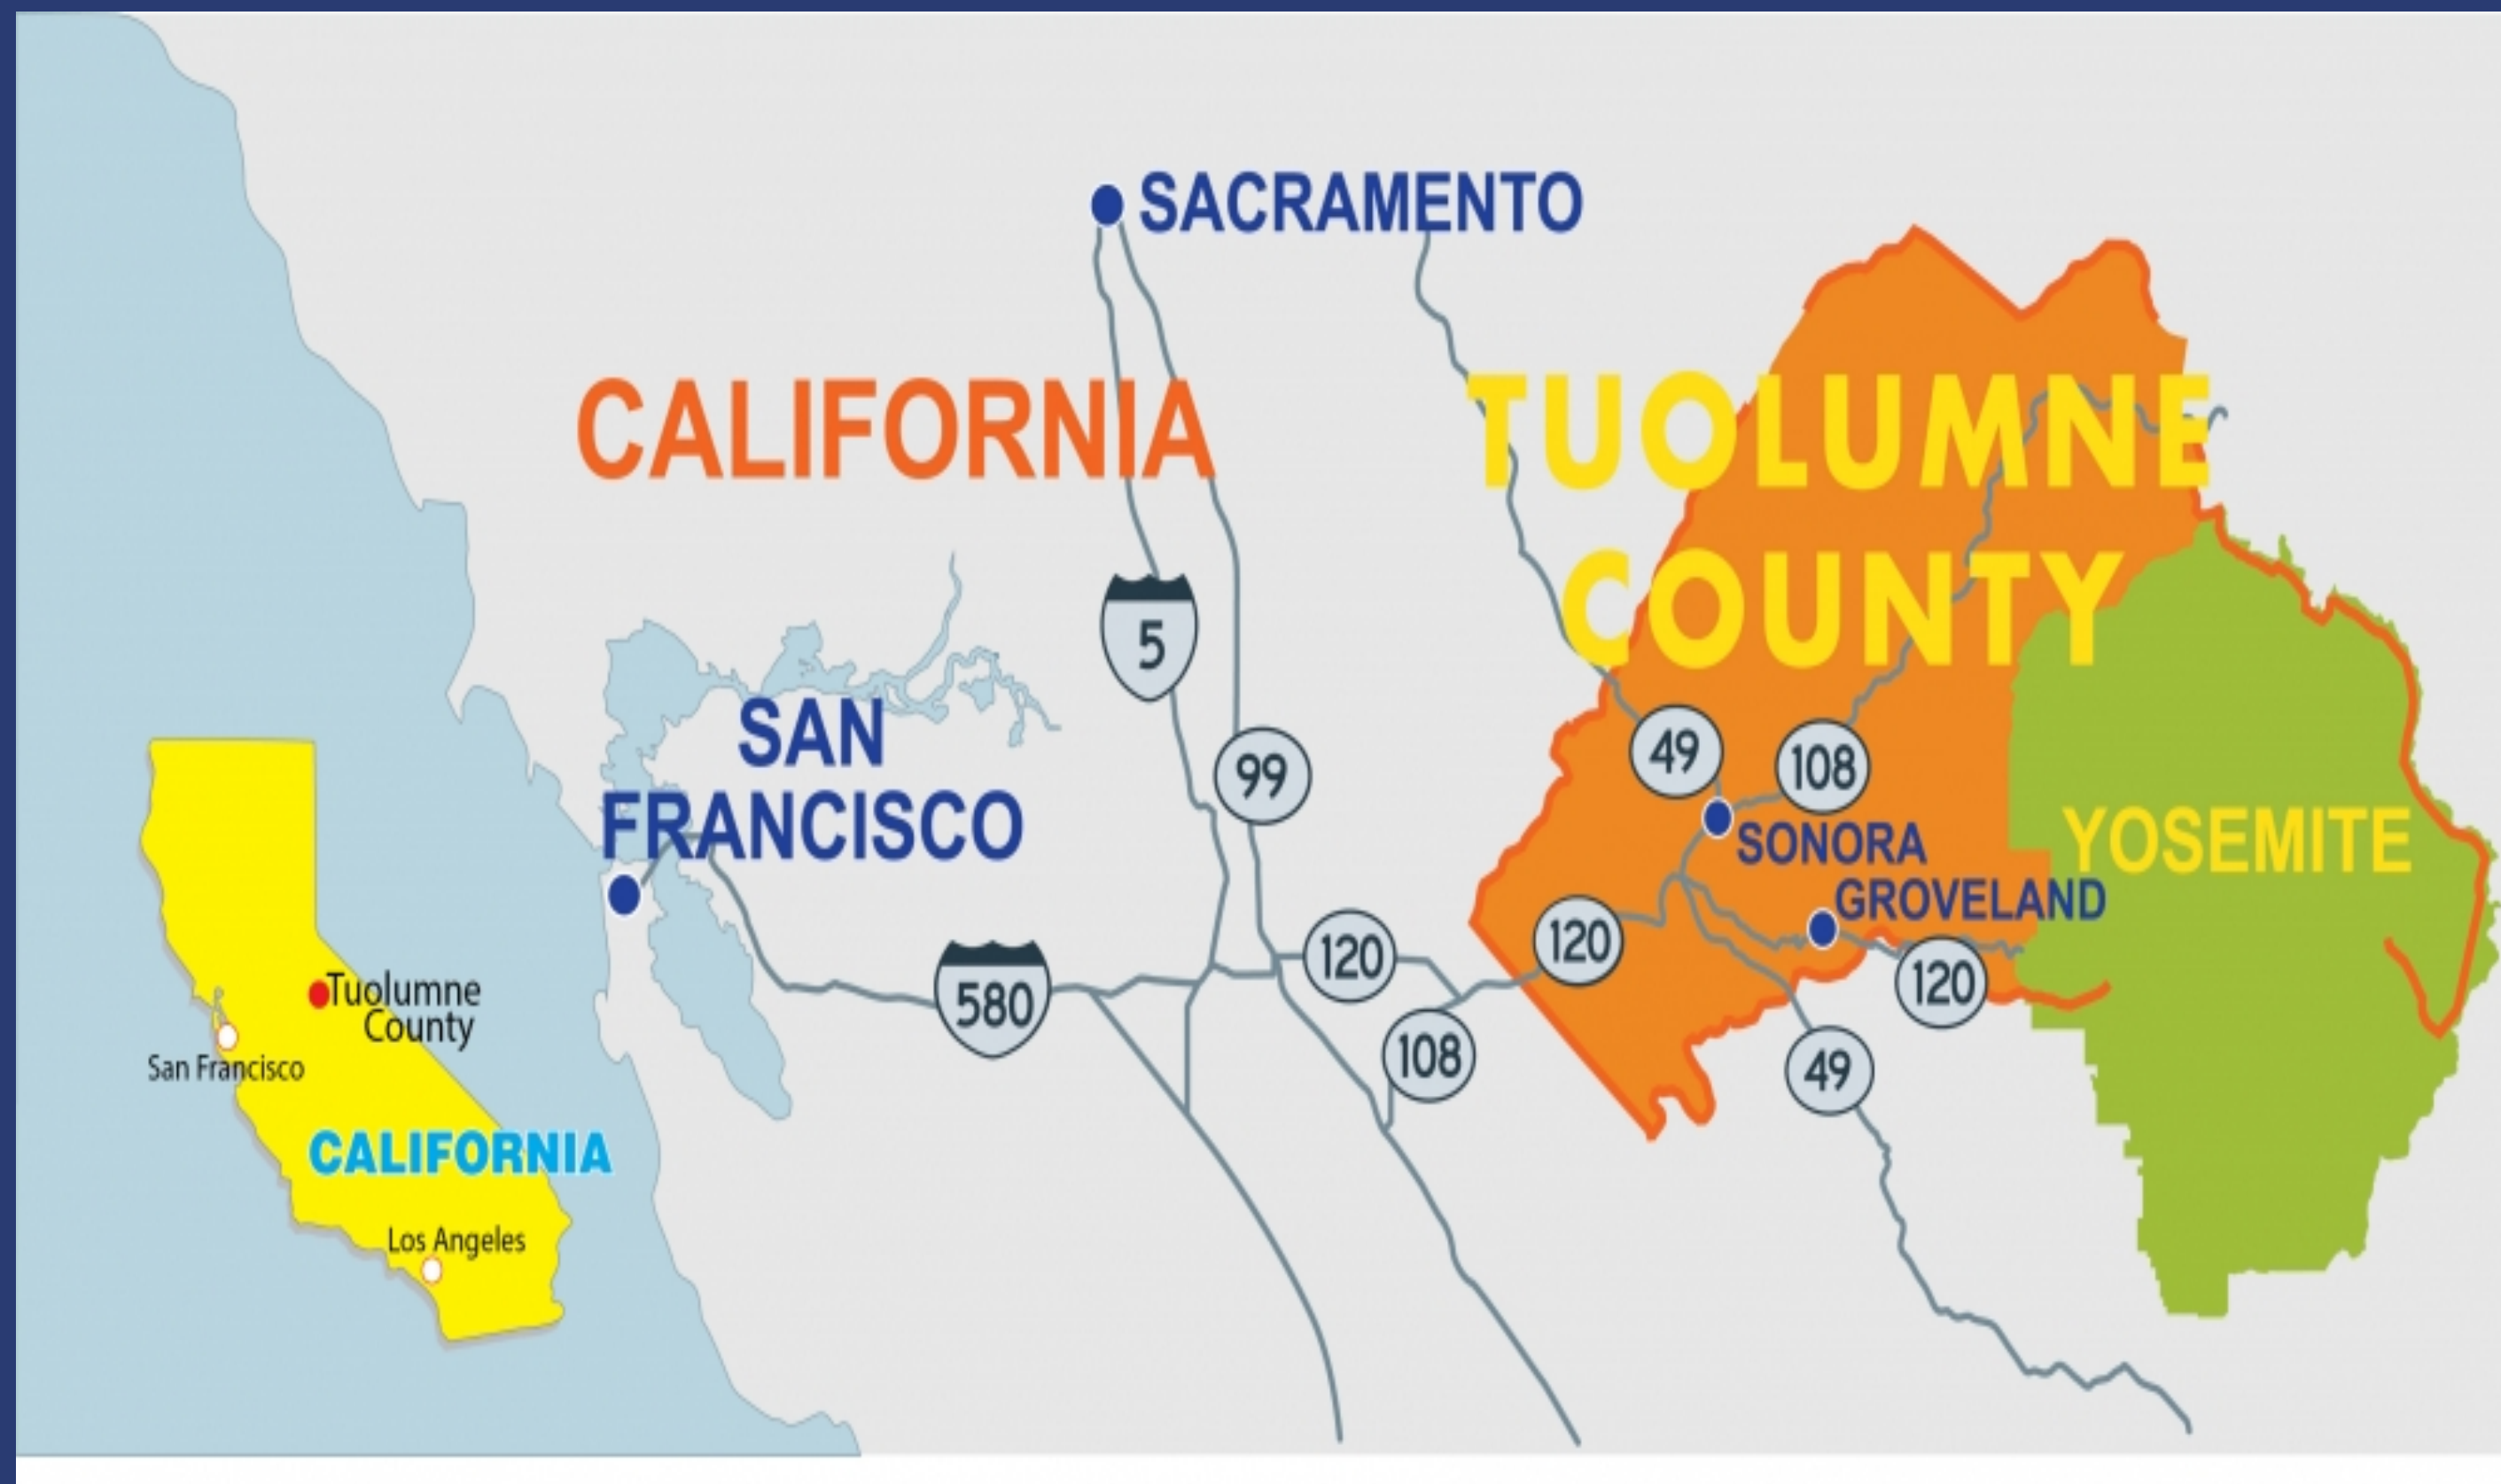 SACRAMENTO
CALIFORNIA
TUOLUMNE
COUNTY
5
SAN
FRANCISCO
99
49
108
SONORA
YOSEMITE
GROVELAND
120
120
120
580
108
49
Tuolumne
County
San Francisco
CALIFORNIA
Los Angeles